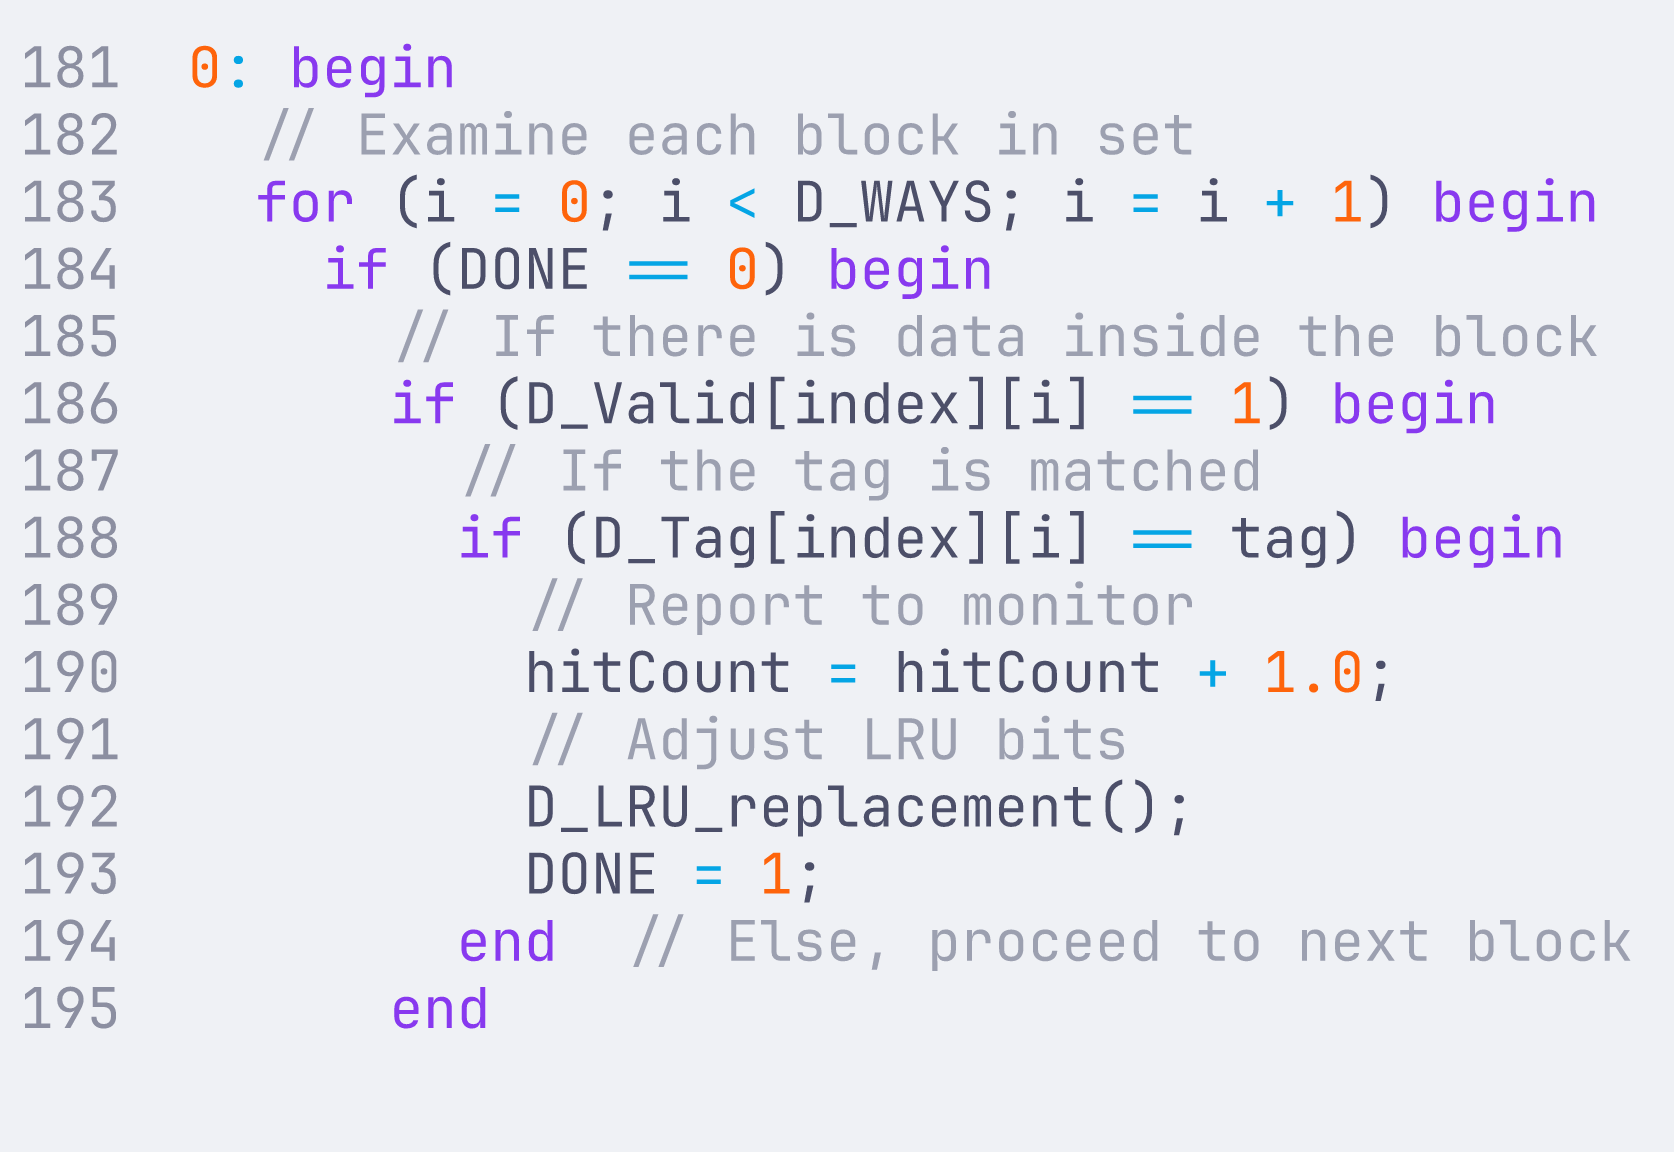 181  0: begin
182    // Examine each block in set
183    for (i = 0; i < D_WAYS; i = i + 1) begin
184      if (DONE == 0) begin
185        // If there is data inside the block
186        if (D_Valid[index][i] == 1) begin
187          // If the tag is matched
188          if (D_Tag[index][i] == tag) begin
189            // Report to monitor
190            hitCount = hitCount + 1.0;
191            // Adjust LRU bits
192            D_LRU_replacement();
193            DONE = 1;
194          end  // Else, proceed to next block
195        end